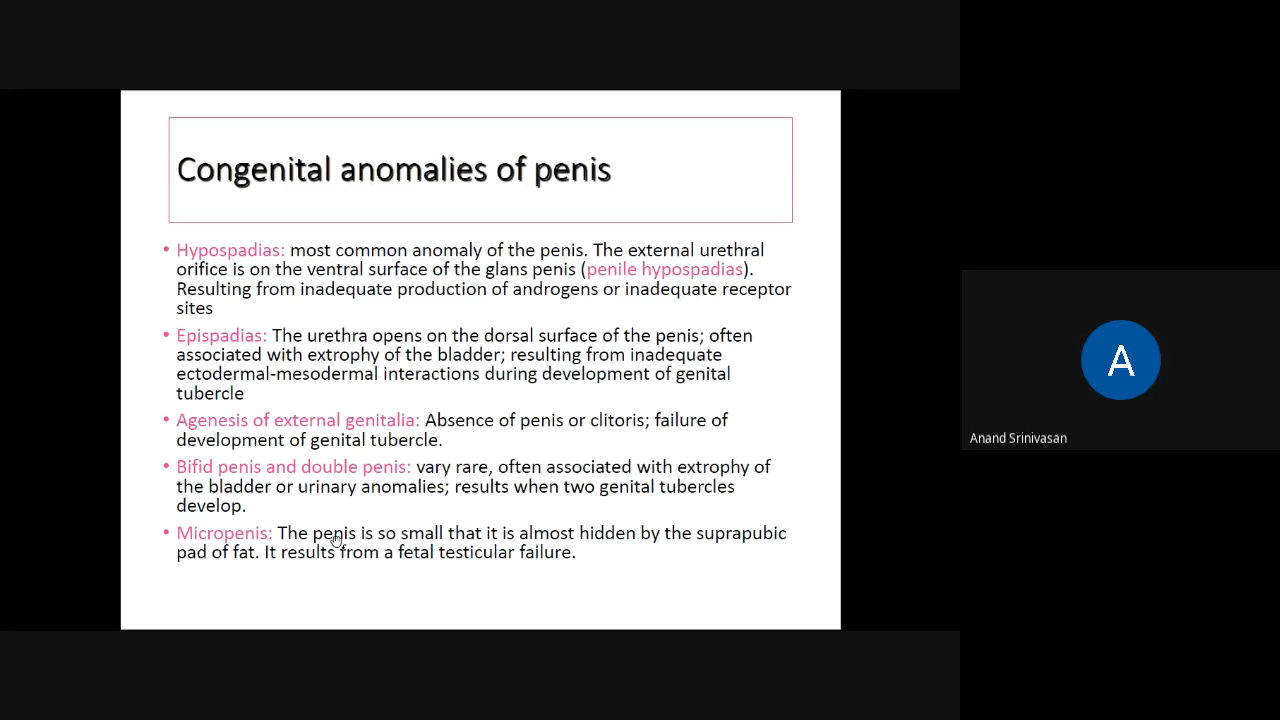 Congenital anomalies of penis
• Hypospadias: most common anomaly of the penis. The external urethral
orifice is on the ventral surface of the glans penis (penile hypospadias).
Resulting from inadequate production of androgens or inadequate receptor
sites
• Epispadias: The urethra opens on the dorsal surface of the penis; often
associated with extrophy of the bladder; resulting from inadequate
ectodermal-mesodermal interactions during development of genital
tubercle
• Agenesis of external genitalia: Absence of penis or clitoris; failure of
development of genital tubercle.
• Bifid penis and double penis: vary rare, often associated with extrophy of
the bladder or urinary anomalies; results when two genital tubercles
develop.
• Micropenis: The penis is so small that it is almost hidden by the suprapubic
pad of fat. It results from a fetal testicular failure.
A
Anand Srinivasan